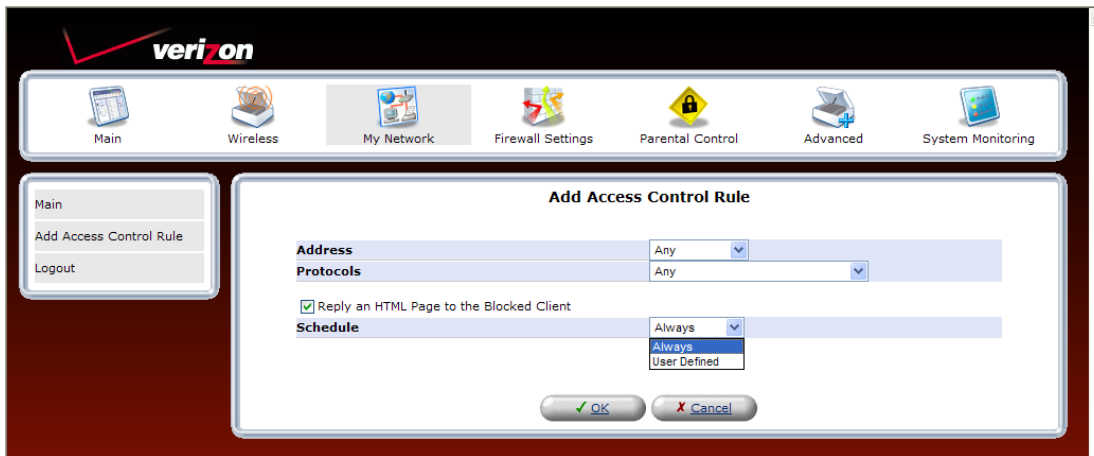 verizon
Main
Wireless
My Network
Firewall Settings
Parental Control
Advanced
System Monitoring
Main
Add Access Control Rule
Logout
Add Access Control Rule
Address Any
Protocols Any
Reply an HTML Page to the Blocked Client
Schedule Always
Always
User Defined
OK
Cancel